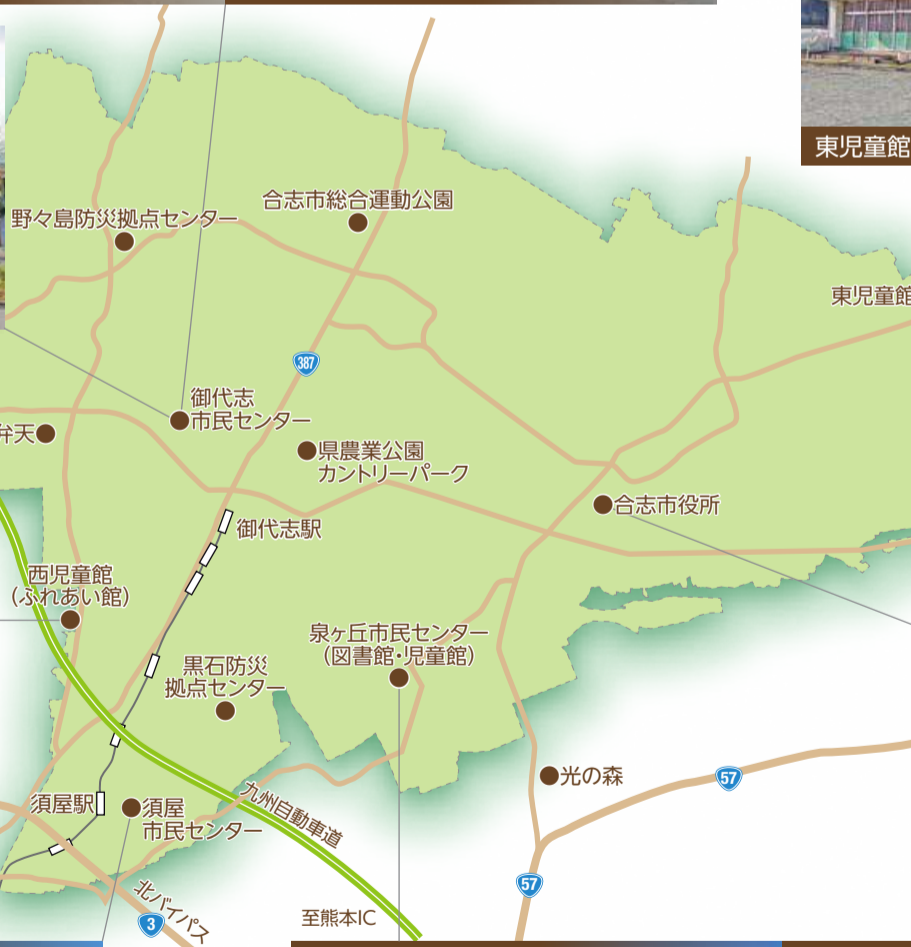 東児童館
合志市総合運動公園
野々島防災拠点センター
東児童館
387
御代志
市民センター
弁天
県農業公園
カントリーパーク
合志市役所
御代志駅
西児童館
(ふれあい館)
泉ヶ丘市民センター
(図書館・児童館)
黒石防災
拠点センター
光の森
57
須屋駅
須屋
市民センター
九州自動車道
57
北バイパス
3
至熊本IC